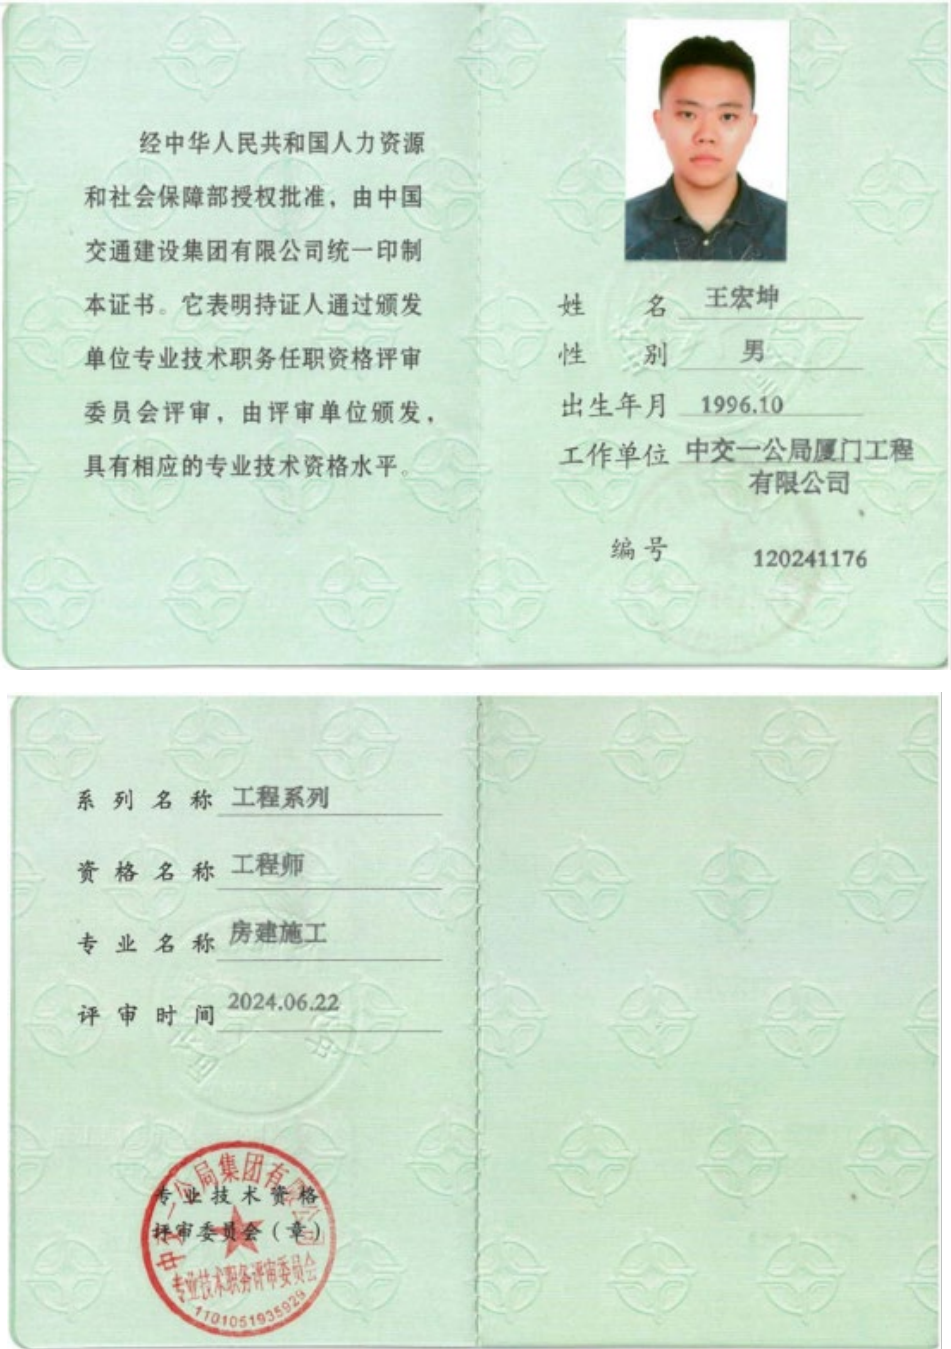 经中华人民共和国人力资源
和社会保障部授权批准，由中国
交通建设集团有限公司统一印制
本证书。它表明持证人通过颁发
单位专业技术职务任职资格评审
委员会评审，由评审单位颁发，
具有相应的专业技术资格水平。
姓 名 王宏坤
性 别 男
出生年月 1996.10
工作单位 中交一公局厦门工程
有限公司
编号 120241176
系列名称 工程系列
资格名称 工程师
专业名称 房建施工
评审时间 2024.06.22
中交一公局集团有限公司
专业技术资格
评审委员会（章）
专业技术职务评审委员会
1101051935929